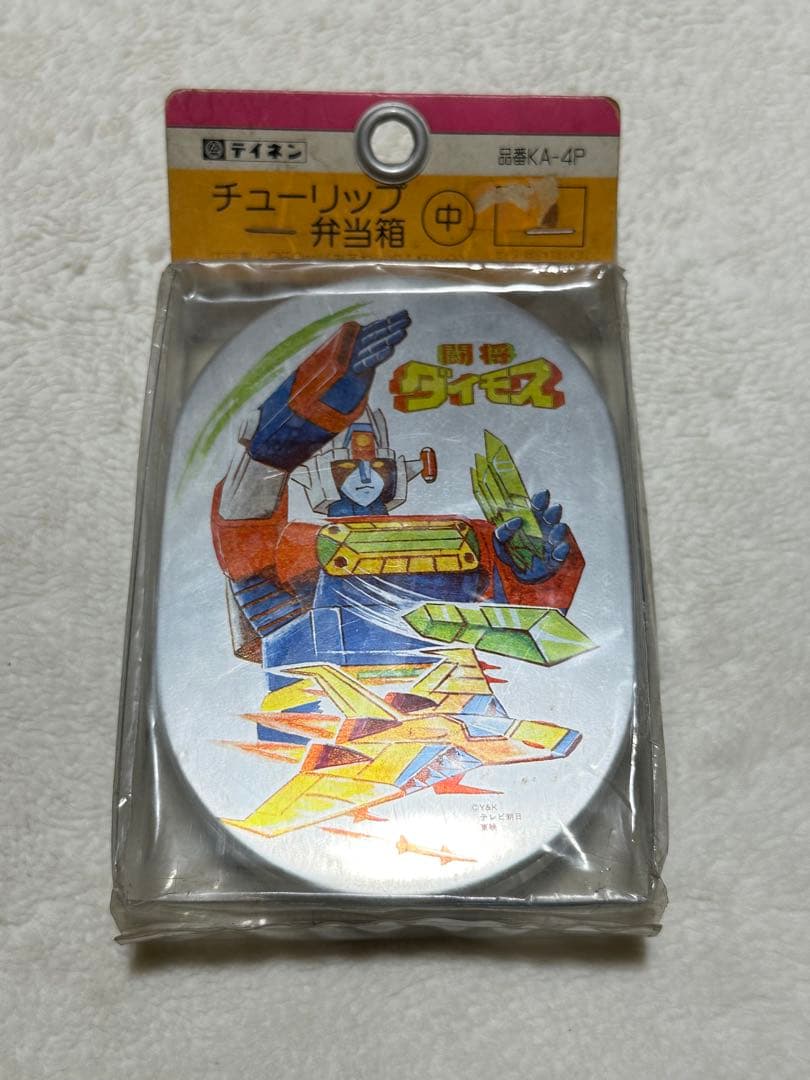 テイネン
品番KA-4P
チューリップ
弁当箱
中
闘将
ダイモス
©Y&K
テレビ朝日
東映